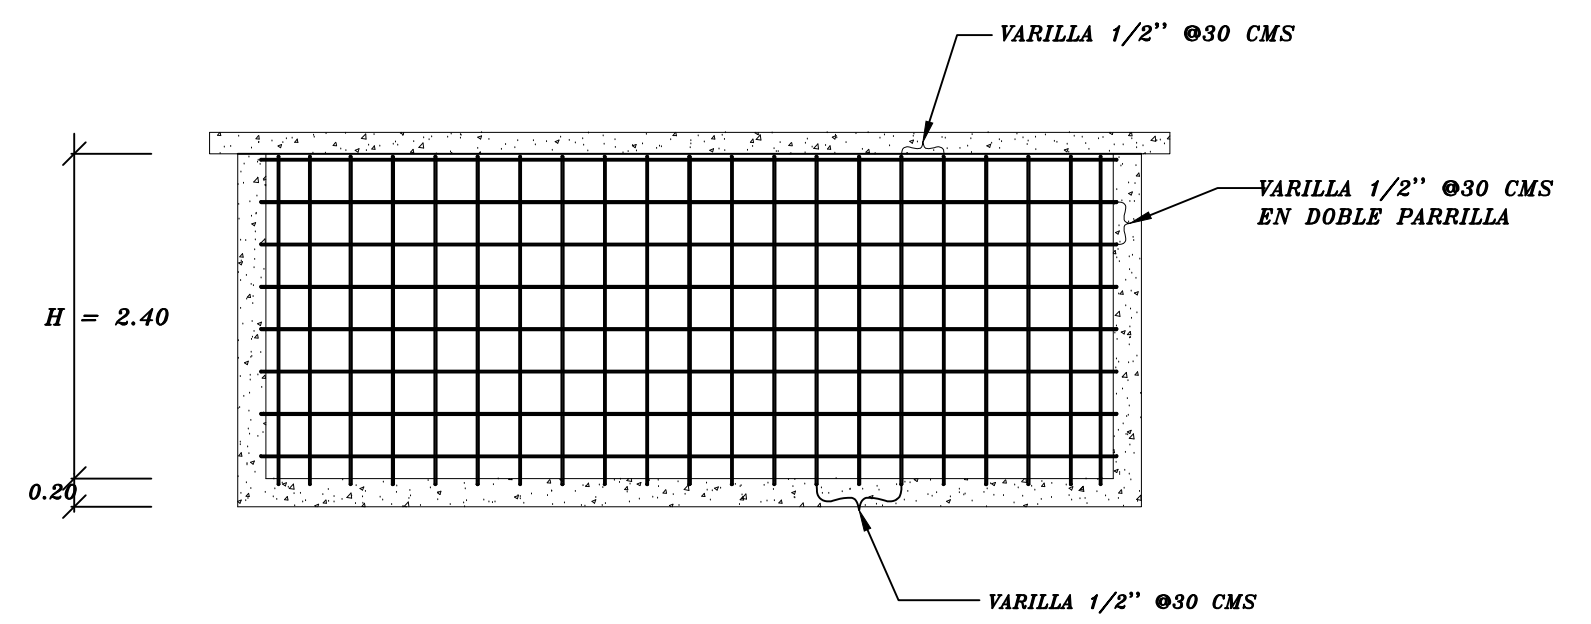 VARILLA 1/2’’ @30 CMS
VARILLA 1/2’’ @30 CMS
EN DOBLE PARRILLA
H = 2.40
0.20
VARILLA 1/2’’ @30 CMS